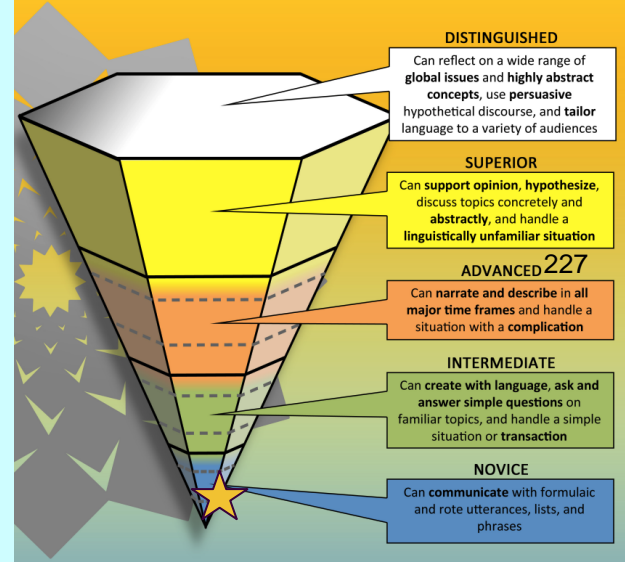 DISTINGUISHED
Can reflect on a wide range of
global issues and highly abstract
concepts, use persuasive
hypothetical discourse, and tailor
language to a variety of audiences
SUPERIOR
Can support opinion, hypothesize,
discuss topics concretely and
abstractly, and handle a
linguistically unfamiliar situation
ADVANCED 227
Can narrate and describe in all
major time frames and handle a
situation with a complication
INTERMEDIATE
Can create with language, ask and
answer simple questions on
familiar topics, and handle a simple
situation or transaction
NOVICE
Can communicate with formulaic
and rote utterances, lists, and
phrases